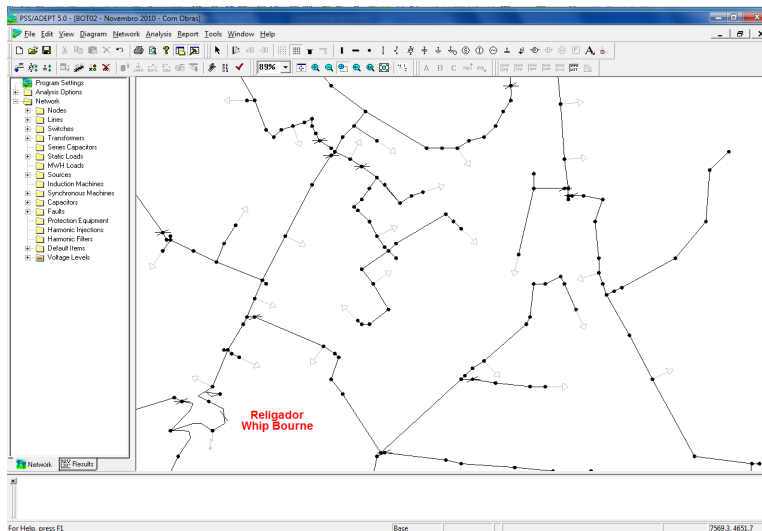 PSS/ADEPT 5.0 - [BOT02 - Novembro 2010 - Com Obras]
File Edit View Diagram Network Analysis Report Tools Window Help
89%
A B C
Program Settings
Analysis Options
Network
Nodes
Lines
Switches
Transformers
Series Capacitors
Static Loads
MWH Loads
Sources
Induction Machines
Synchronous Machines
Capacitors
Faults
Protection Equipment
Harmonic Injections
Harmonic Filters
Default Items
Voltage Levels
Religador
Whip Bourne
Network Results
For Help, press F1
Base
7569.3, 4651.7